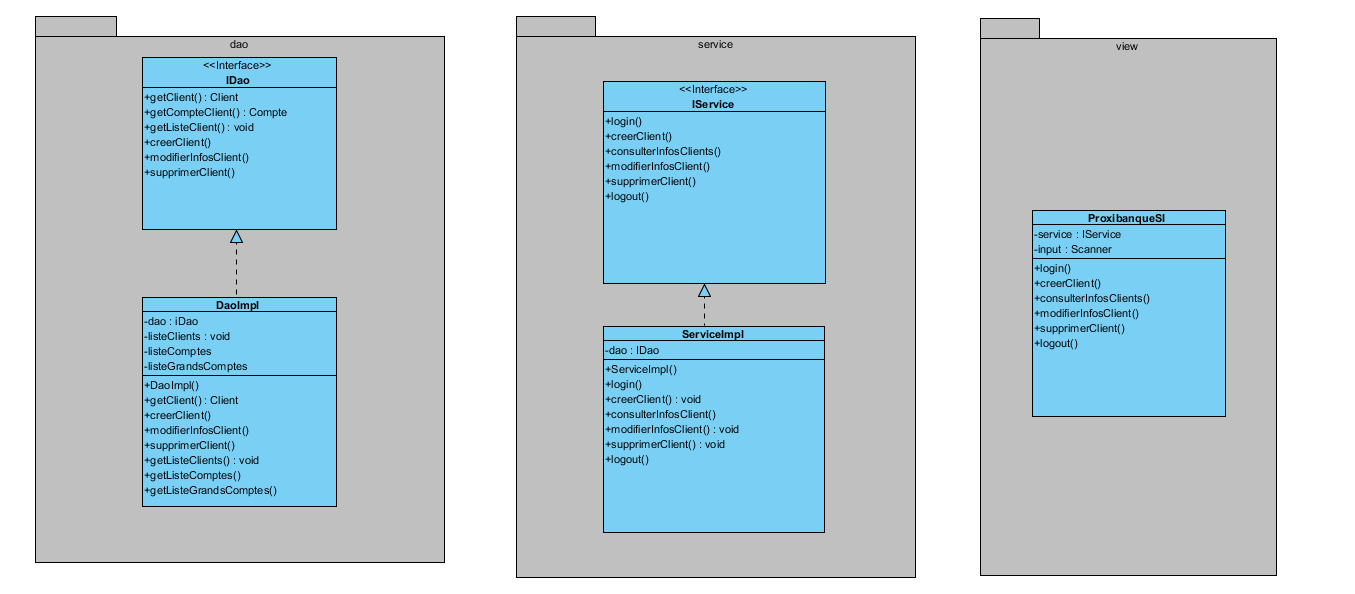 dao
<<Interface>>
IDao
+getClient() : Client
+getCompteClient() : Compte
+getListeClient() : void
+creerClient()
+modifierInfosClient()
+supprimerClient()
DaoImpl
-dao : iDao
-listeClients : void
-listeComptes
-listeGrandsComptes
+DaoImpl()
+getClient() : Client
+creerClient()
+modifierInfosClient()
+supprimerClient()
+getListeClients() : void
+getListeComptes()
+getListeGrandsComptes()
service
<<Interface>>
IService
+login()
+creerClient()
+consulterInfosClients()
+modifierInfosClient()
+supprimerClient()
+logout()
ServiceImpl
-dao : IDao
+ServiceImpl()
+login()
+creerClient() : void
+consulterInfosClient()
+modifierInfosClient() : void
+supprimerClient() : void
+logout()
view
ProxibanqueSI
-service : IService
-input : Scanner
+login()
+creerClient()
+consulterInfosClients()
+modifierInfosClient()
+supprimerClient()
+logout()